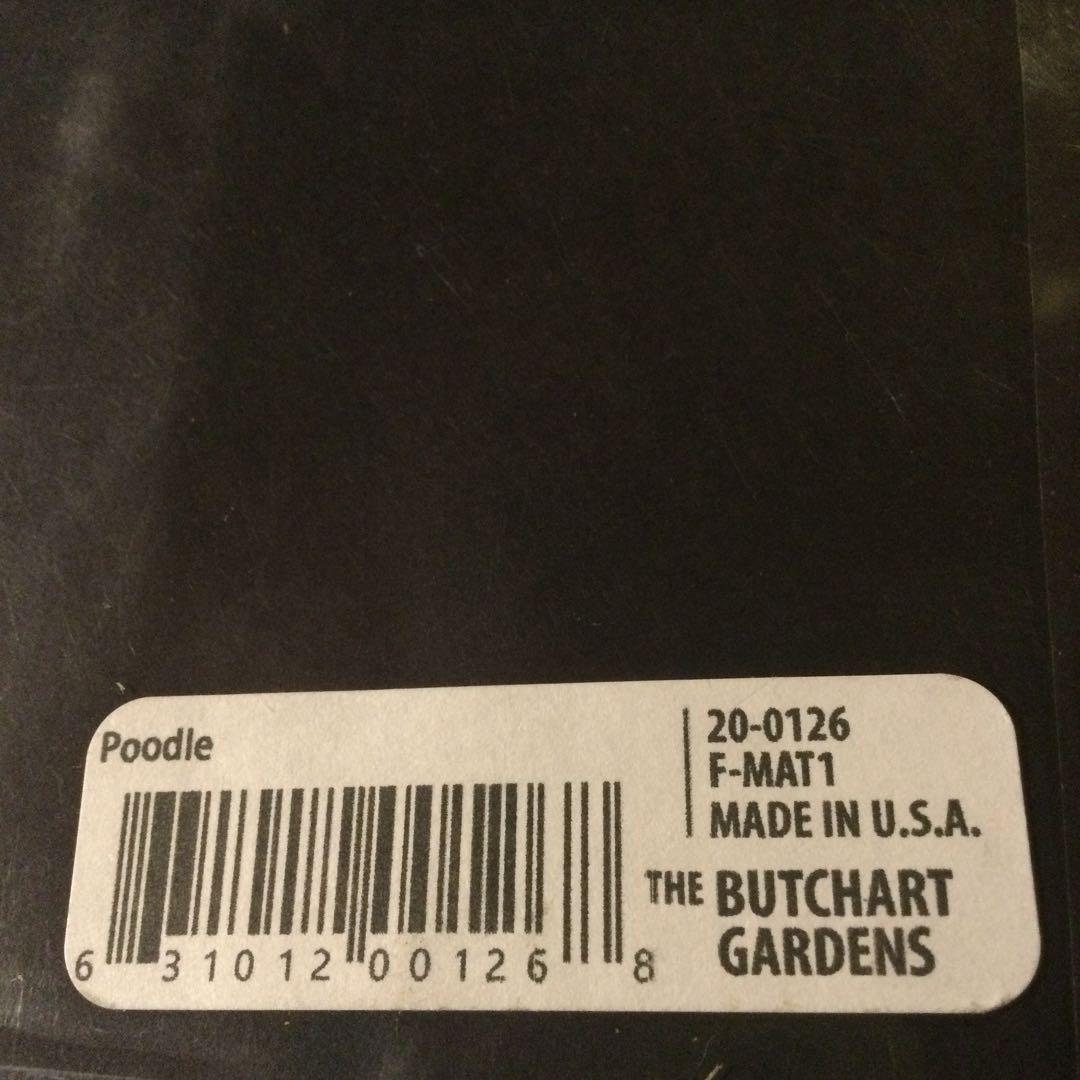 Poodle
20-0126
F-MAT1
MADE IN U.S.A.
6 31012 00126 8
THE BUTCHART
GARDENS